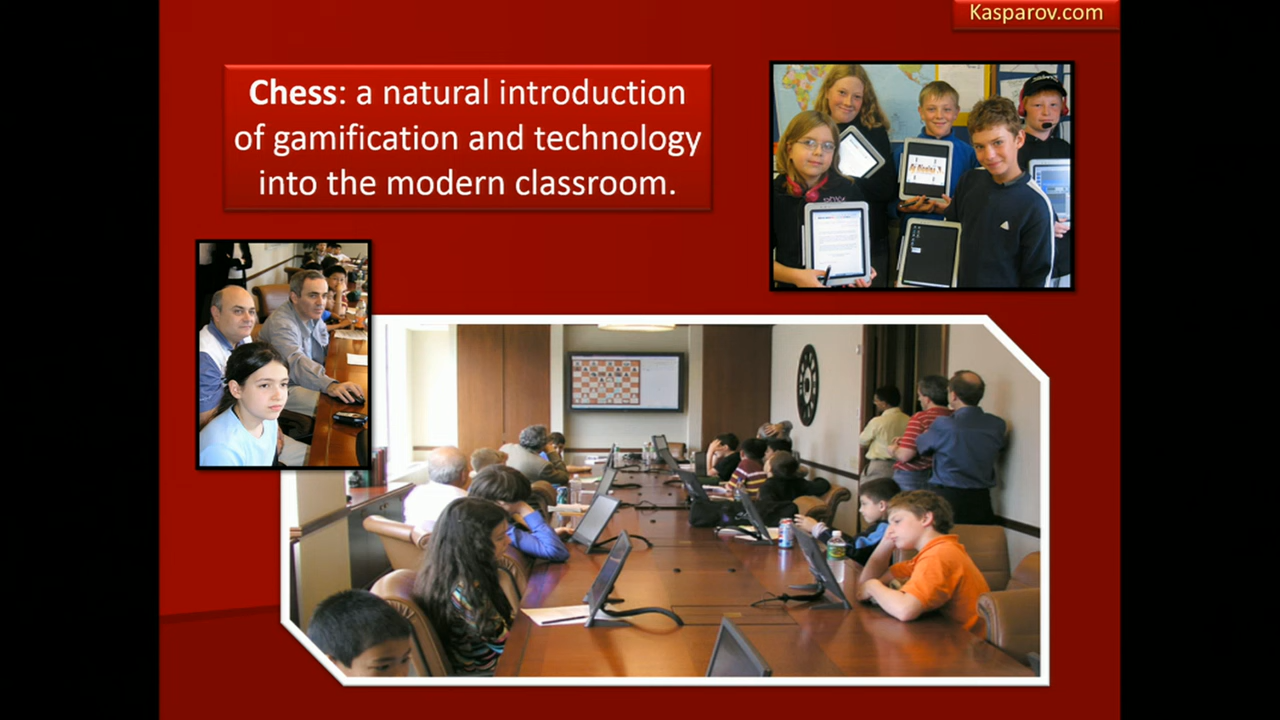 Kasparov.com
Chess: a natural introduction
of gamification and technology
into the modern classroom.